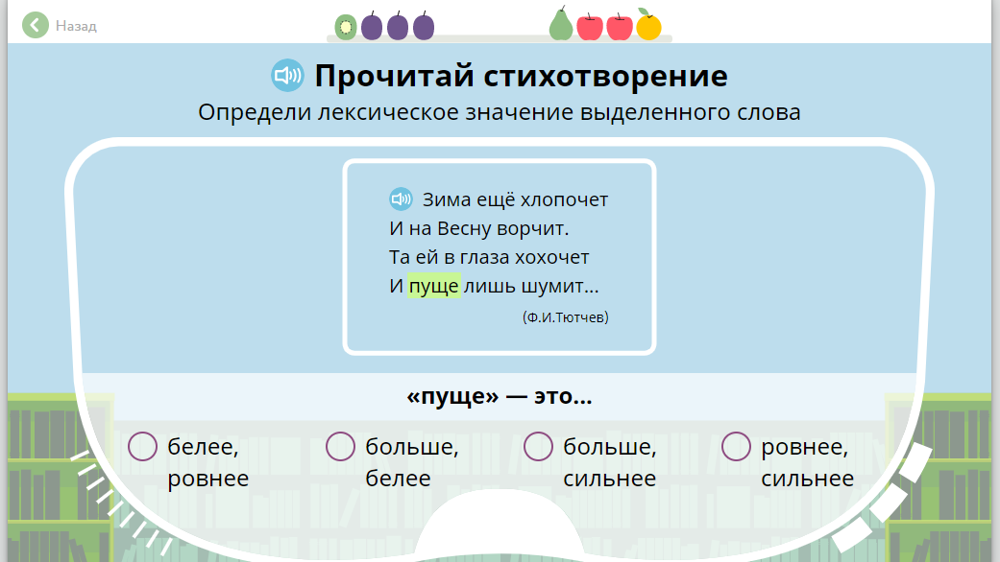 Назад
Прочитай стихотворение
Определи лексическое значение выделенного слова
Зима ещё хлопочет
И на Весну ворчит.
Та ей в глаза хохочет
И пуще лишь шумит...
(Ф.И.Тютчев)
«пуще» — это...
белее,
ровнее
больше,
белее
больше,
сильнее
ровнее,
сильнее